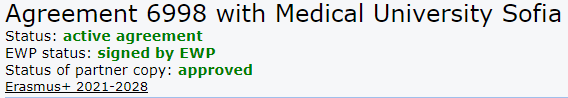 Agreement 6998 with Medical University Sofia
Status: active agreement
EWP status: signed by EWP
Status of partner copy: approved
Erasmus+ 2021-2028